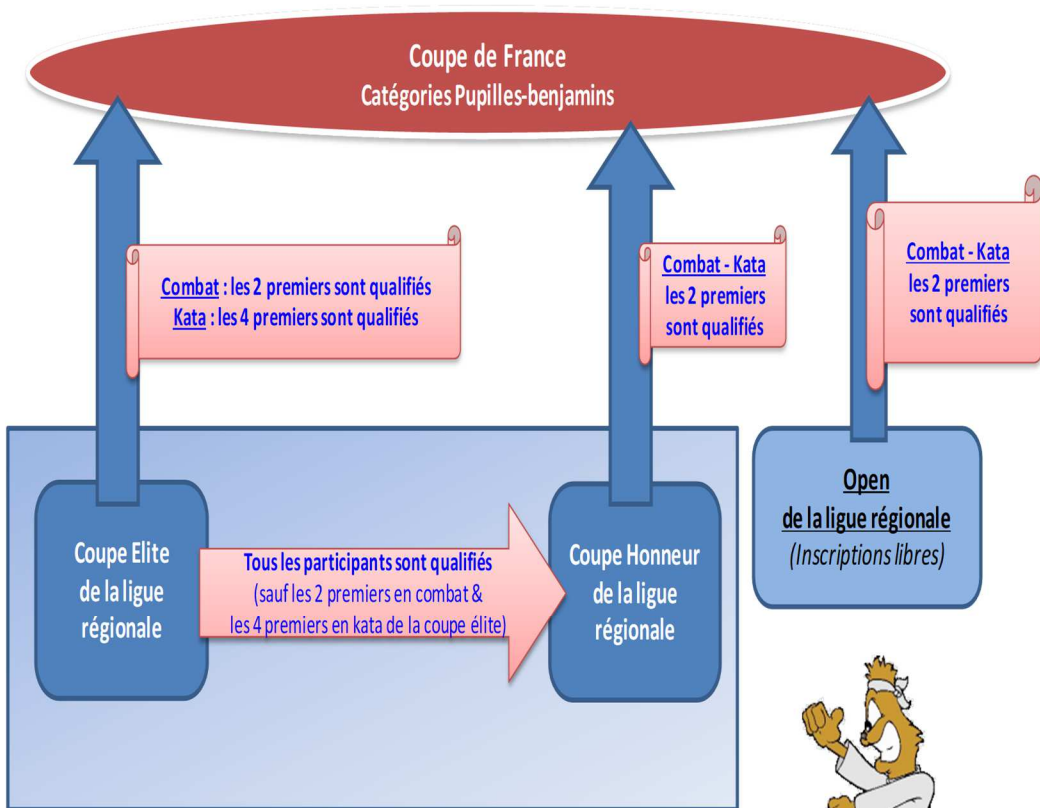 Coupe de France
Catégories Pupilles-benjamins
Combat : les 2 premiers sont qualifiés
Kata : les 4 premiers sont qualifiés
Combat - Kata
les 2 premiers
sont qualifiés
Combat - Kata
les 2 premiers
sont qualifiés
Coupe Elite
de la ligue
régionale
Tous les participants sont qualifiés
(sauf les 2 premiers en combat &
les 4 premiers en kata de la coupe élite)
Coupe Honneur
de la ligue
régionale
Open
de la ligue régionale
(Inscriptions libres)